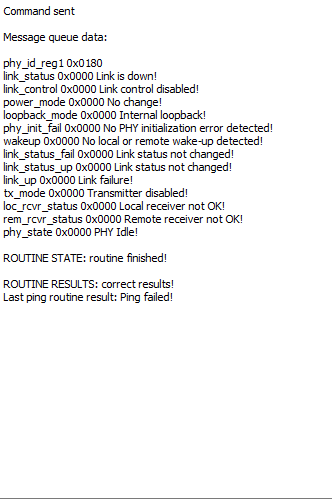 Command sent
Message queue data:
phy_id_reg1 0x0180
link_status 0x0000 Link is down!
link_control 0x0000 Link control disabled!
power_mode 0x0000 No change!
loopback_mode 0x0000 Internal loopback!
phy_init_fail 0x0000 No PHY initialization error detected!
wakeup 0x0000 No local or remote wake-up detected!
link_status_fail 0x0000 Link status not changed!
link_status_up 0x0000 Link status not changed!
link_up 0x0000 Link failure!
tx_mode 0x0000 Transmitter disabled!
loc_rcvr_status 0x0000 Local receiver not OK!
rem_rcvr_status 0x0000 Remote receiver not OK!
phy_state 0x0000 PHY Idle!
ROUTINE STATE: routine finished!
ROUTINE RESULTS: correct results!
Last ping routine result: Ping failed!